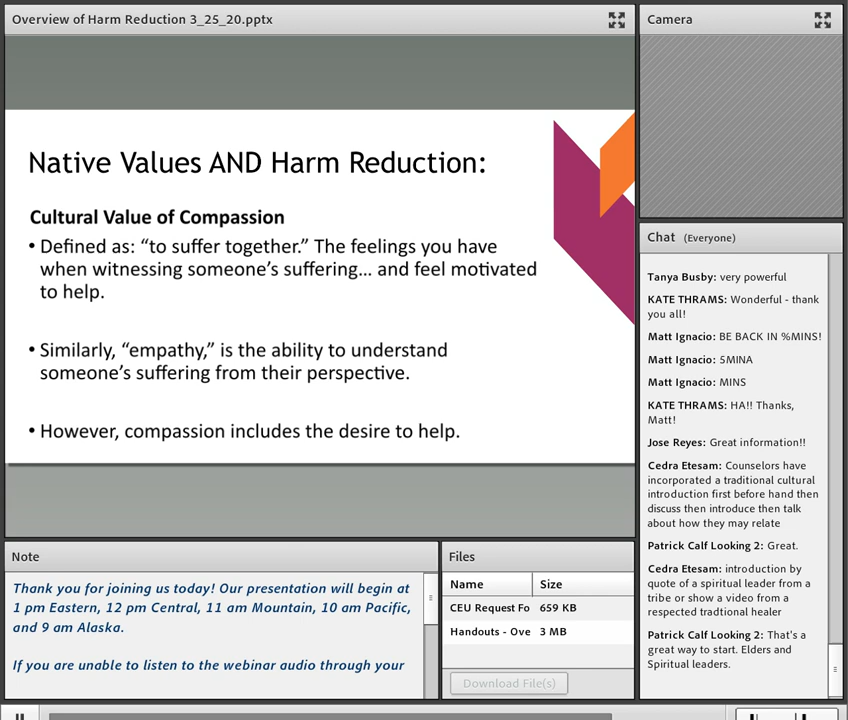 Overview of Harm Reduction 3_25_20.pptx
Native Values AND Harm Reduction:
Cultural Value of Compassion
• Defined as: “to suffer together.” The feelings you have
when witnessing someone’s suffering... and feel motivated
to help.
• Similarly, “empathy,” is the ability to understand
someone’s suffering from their perspective.
• However, compassion includes the desire to help.
Camera
Chat (Everyone)
Tanya Busby: very powerful
KATE THRAMS: Wonderful - thank
you all!
Matt Ignacio: BE BACK IN %MINS!
Matt Ignacio: 5MINA
Matt Ignacio: MINS
KATE THRAMS: HA!! Thanks,
Matt!
Jose Reyes: Great information!!
Cedra Etesam: Counselors have
incorporated a traditional cultural
introduction first before hand then
discuss then introduce then talk
about how they may relate
Patrick Calf Looking 2: Great.
Cedra Etesam: introduction by
quote of a spiritual leader from a
tribe or show a video from a
respected tradtional healer
Patrick Calf Looking 2: That's a
great way to start. Elders and
Spiritual leaders.
Note
Thank you for joining us today! Our presentation will begin at
1 pm Eastern, 12 pm Central, 11 am Mountain, 10 am Pacific,
and 9 am Alaska.
If you are unable to listen to the webinar audio through your
Files
Name Size
CEU Request Fo 659 KB
Handouts - Ove 3 MB
Download File(s)